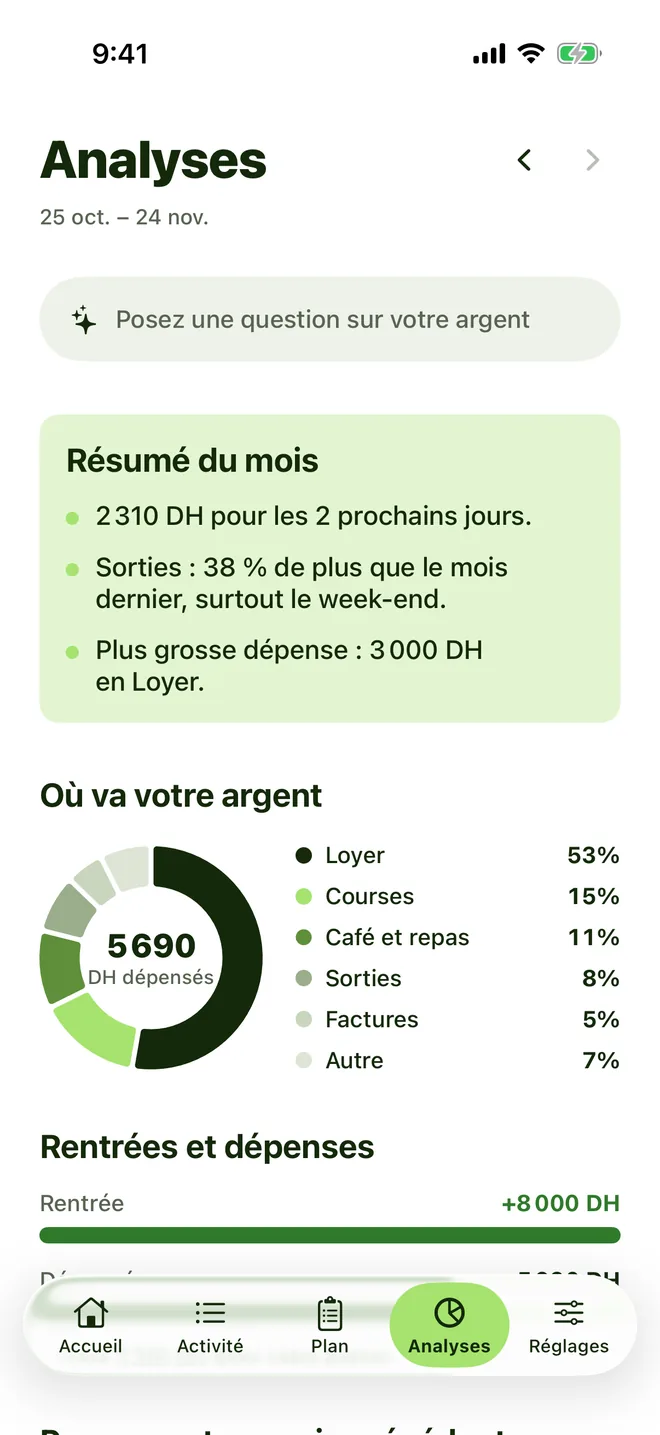 9:41
Analyses
25 oct. – 24 nov.
Posez une question sur votre argent
Résumé du mois
2 310 DH pour les 2 prochains jours.
Sorties : 38 % de plus que le mois
dernier, surtout le week-end.
Plus grosse dépense : 3 000 DH
en Loyer.
Où va votre argent
Loyer 53%
Courses 15%
Café et repas 11%
Sorties 8%
Factures 5%
Autre 7%
5 690
DH dépensés
Rentrées et dépenses
Rentrée +8 000 DH
DH
Accueil Activité Plan Analyses Réglages